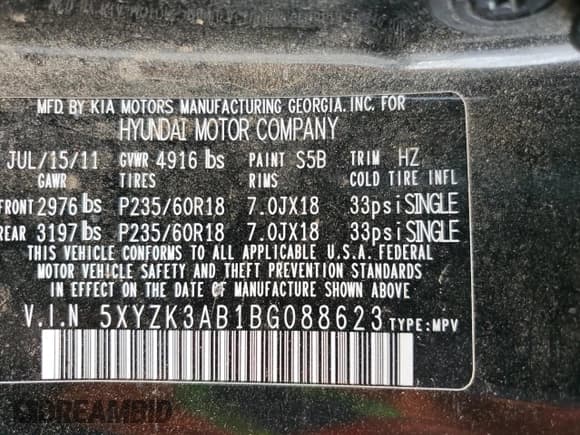 MFD. BY KIA MOTORS MANUFACTURING GEORGIA. INC. FOR
HYUNDAI MOTOR COMPANY
JUL/15/11 GVWR 4916 lbs PAINT S5B TRIM HZ
GAWR TIRES RIMS COLD TIRE INFL
FRONT 2976 lbs P235/60R18 7.0JX18 33psi SINGLE
REAR 3197 lbs P235/60R18 7.0JX18 33psi SINGLE
THIS VEHICLE CONFORMS TO ALL APPLICABLE U.S.A. FEDERAL
MOTOR VEHICLE SAFETY AND THEFT PREVENTION STANDARDS
IN EFFECT ON THE DATE OF MANUFACTURE SHOWN ABOVE.
V.I.N 5XYZK3AB1BG088623 TYPE:MPV
DREAMBID